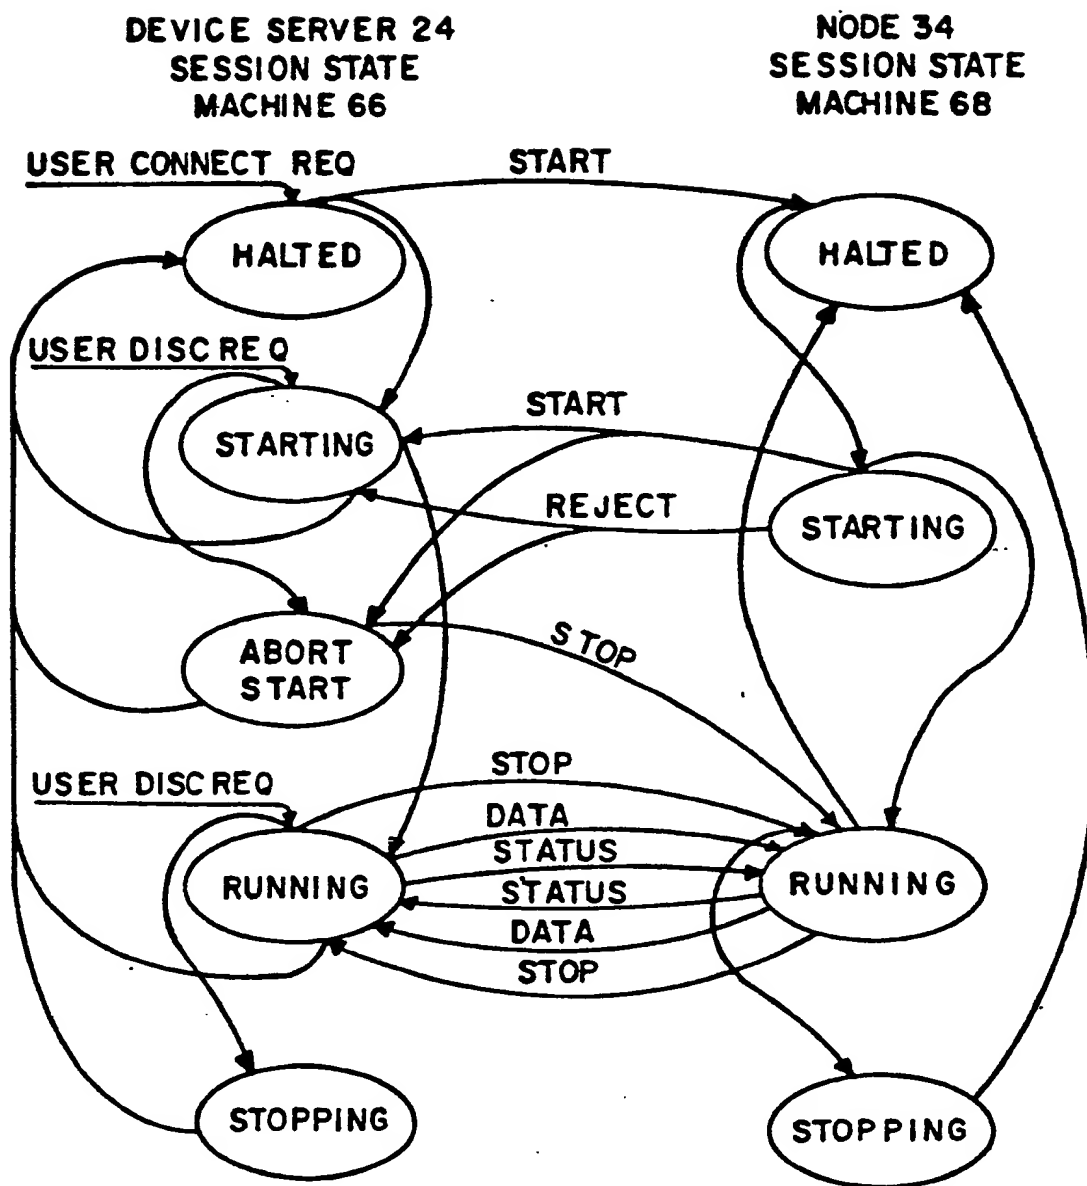 DEVICE SERVER 24
SESSION STATE
MACHINE 66
NODE 34
SESSION STATE
MACHINE 68
USER CONNECT REQ
START
HALTED
HALTED
USER DISC REQ
START
STARTING
REJECT
STARTING
ABORT
START
STOP
USER DISC REQ
STOP
DATA
STATUS
RUNNING
RUNNING
STATUS
DATA
STOP
STOPPING
STOPPING